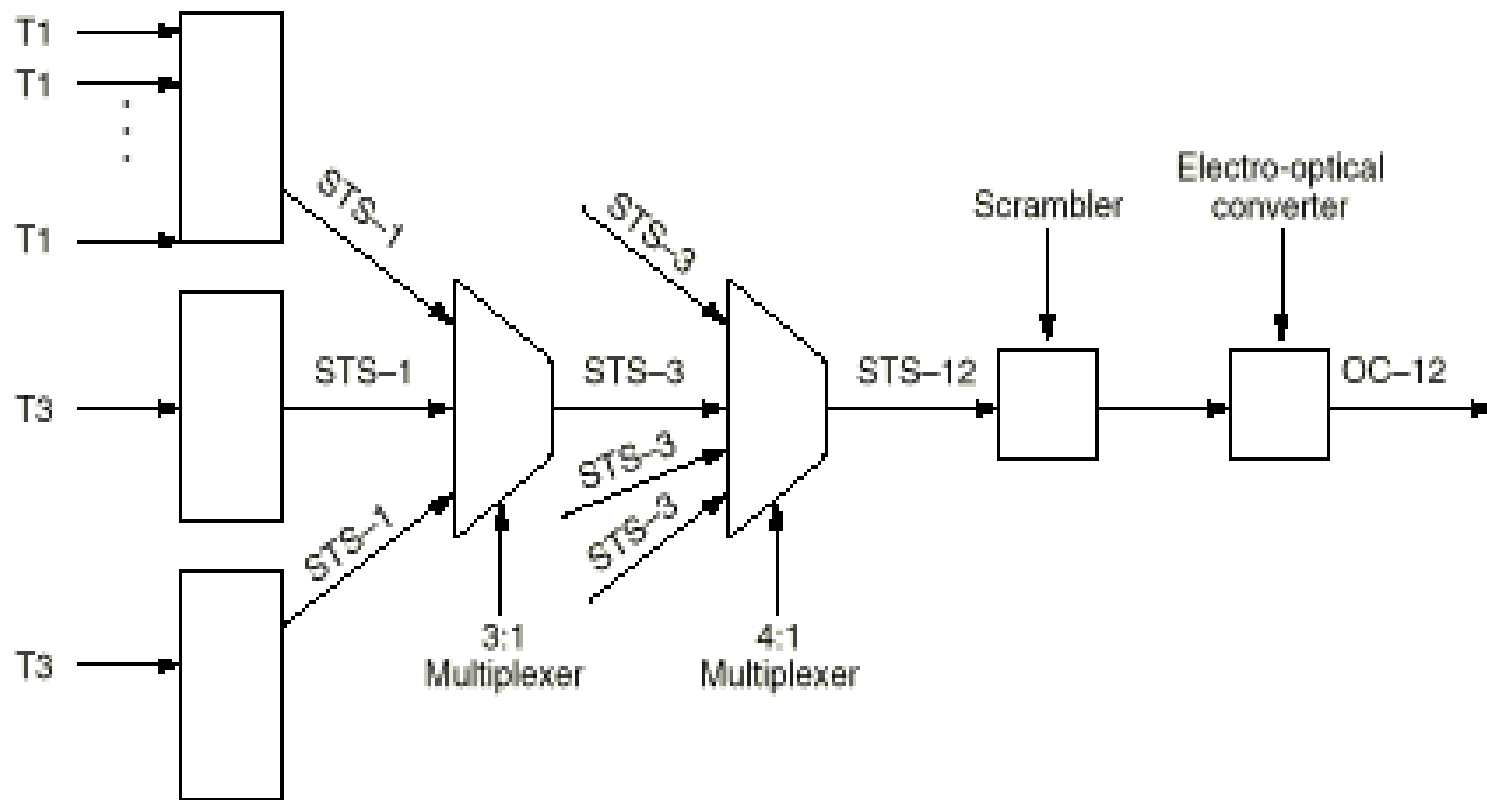 T1
T1
T1
T3
T3
STS–1
STS–1
STS–1
3:1
Multiplexer
STS–3
STS–3
STS–3
STS–3
4:1
Multiplexer
STS–12
Scrambler
Electro-optical
converter
OC–12